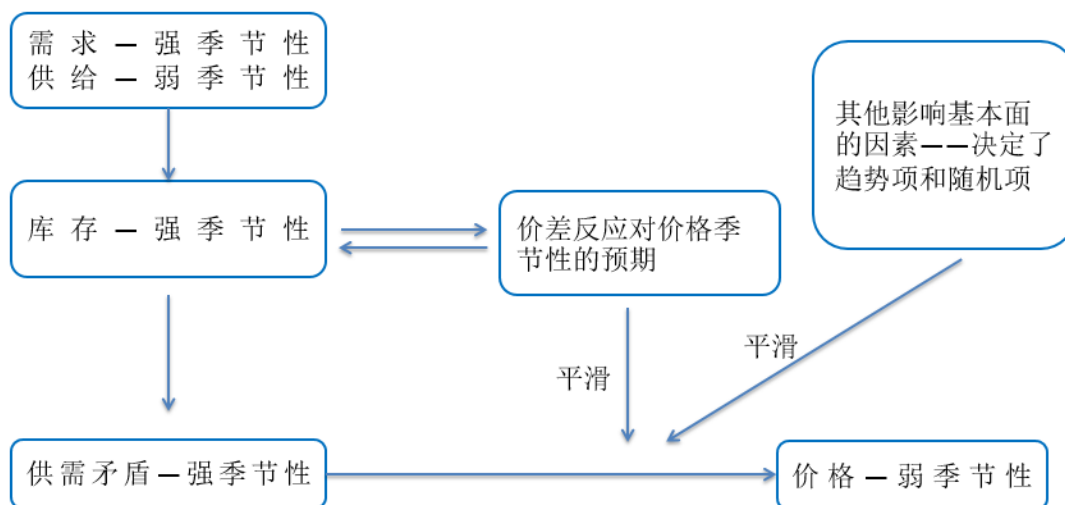 需求—强季节性
供给—弱季节性
其他影响基本面
的因素——决定了
趋势项和随机项
库存—强季节性
价差反应对价格季
节性的预期
平滑
平滑
供需矛盾—强季节性
价格—弱季节性